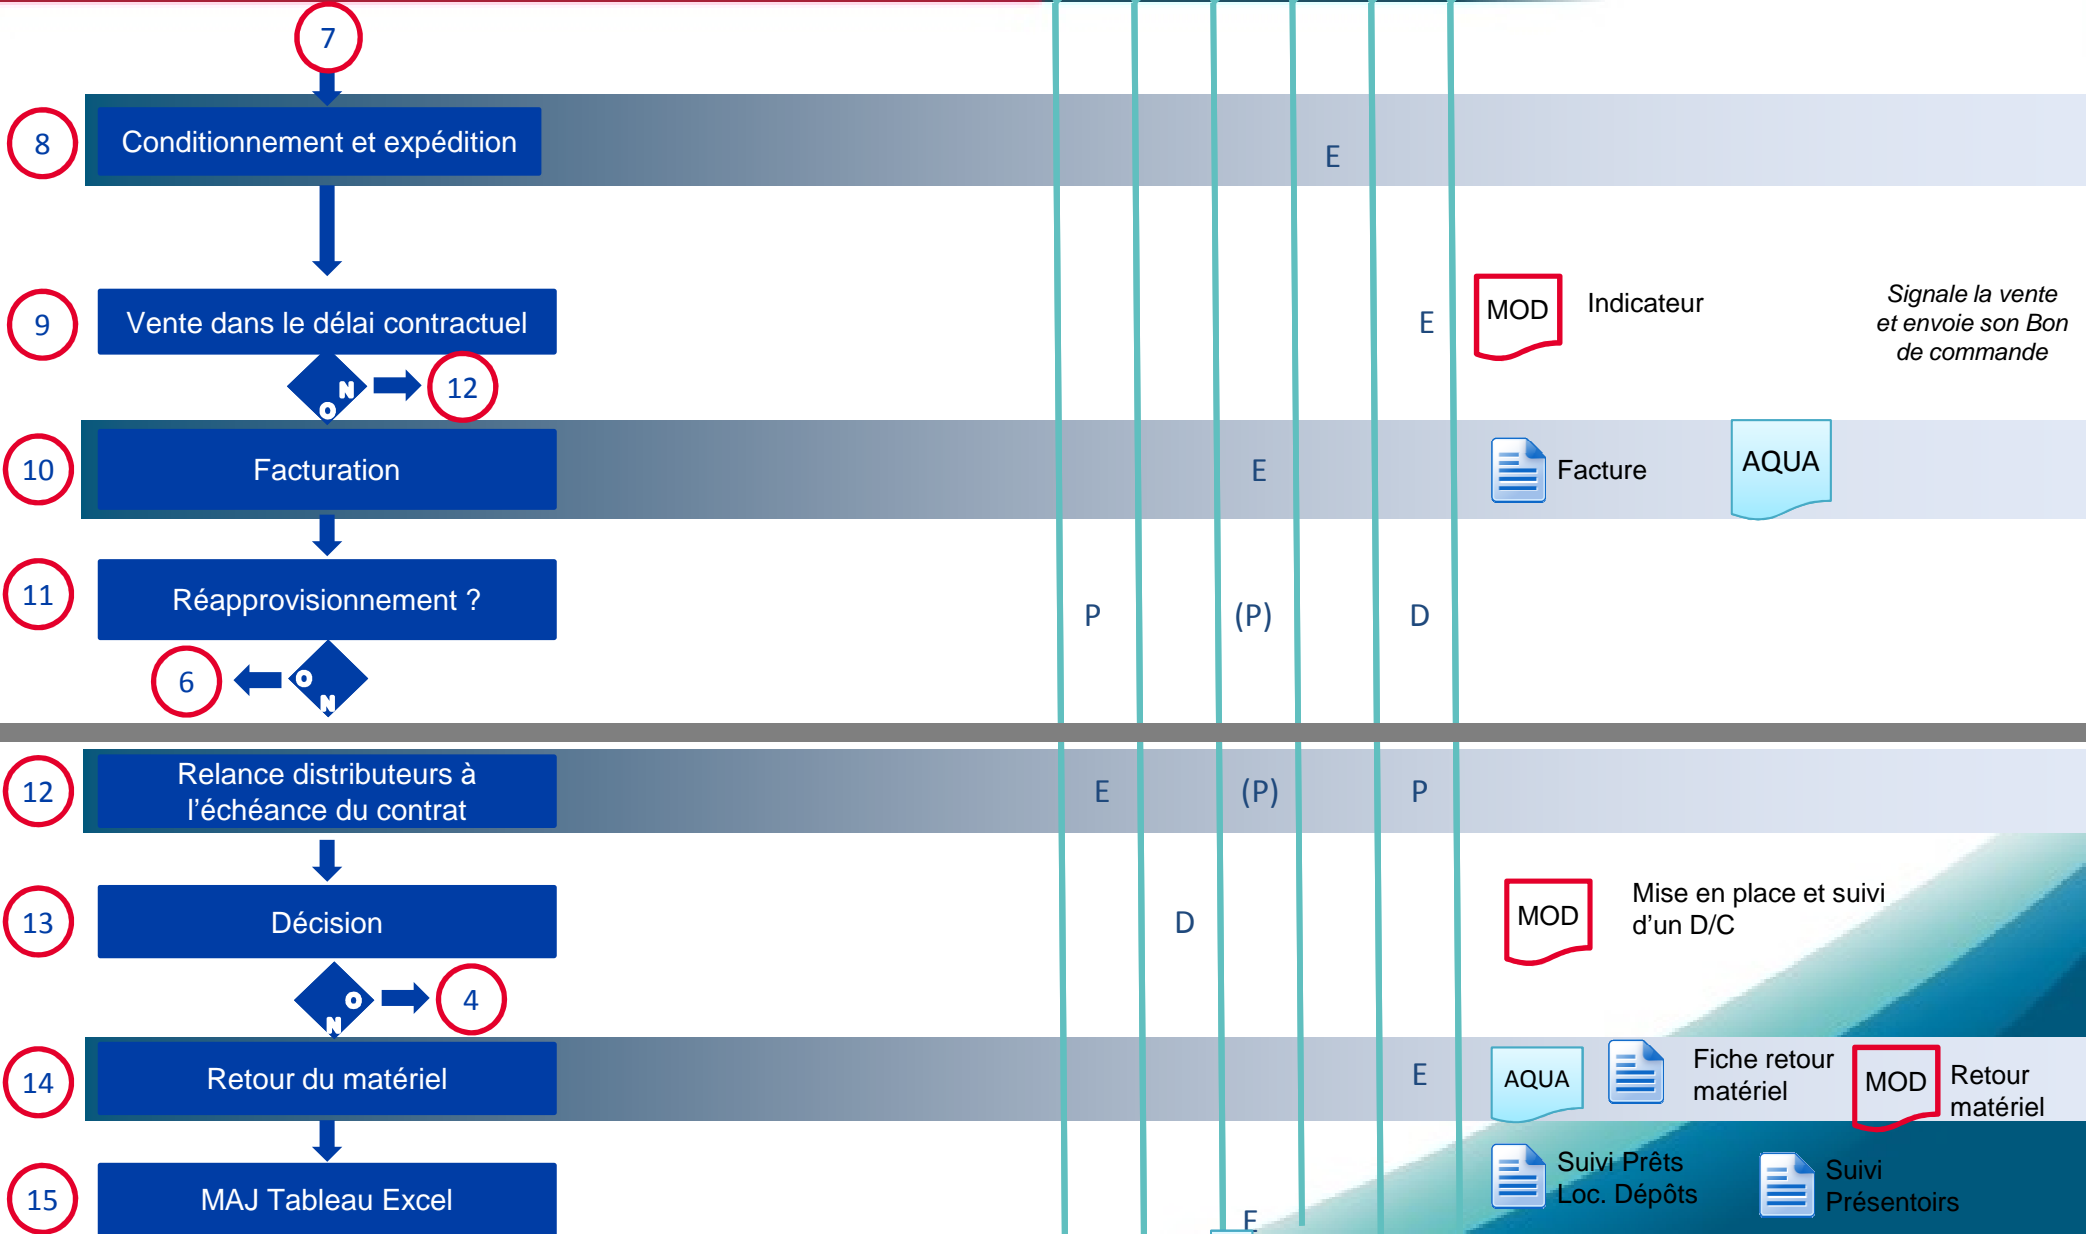 7
8
Conditionnement et expédition
E
9
Vente dans le délai contractuel
E
MOD
Indicateur
Signale la vente
et envoie son Bon
de commande
N
O
12
10
Facturation
E
Facture
AQUA
11
Réapprovisionnement ?
P
(P)
D
6
O
N
12
Relance distributeurs à
l'échéance du contrat
E
(P)
P
13
Décision
D
MOD
Mise en place et suivi
d'un D/C
O
N
4
14
Retour du matériel
E
AQUA
Fiche retour
matériel
MOD
Retour
matériel
15
MAJ Tableau Excel
E
Suivi Prêts
Loc. Dépôts
Suivi
Présentoirs